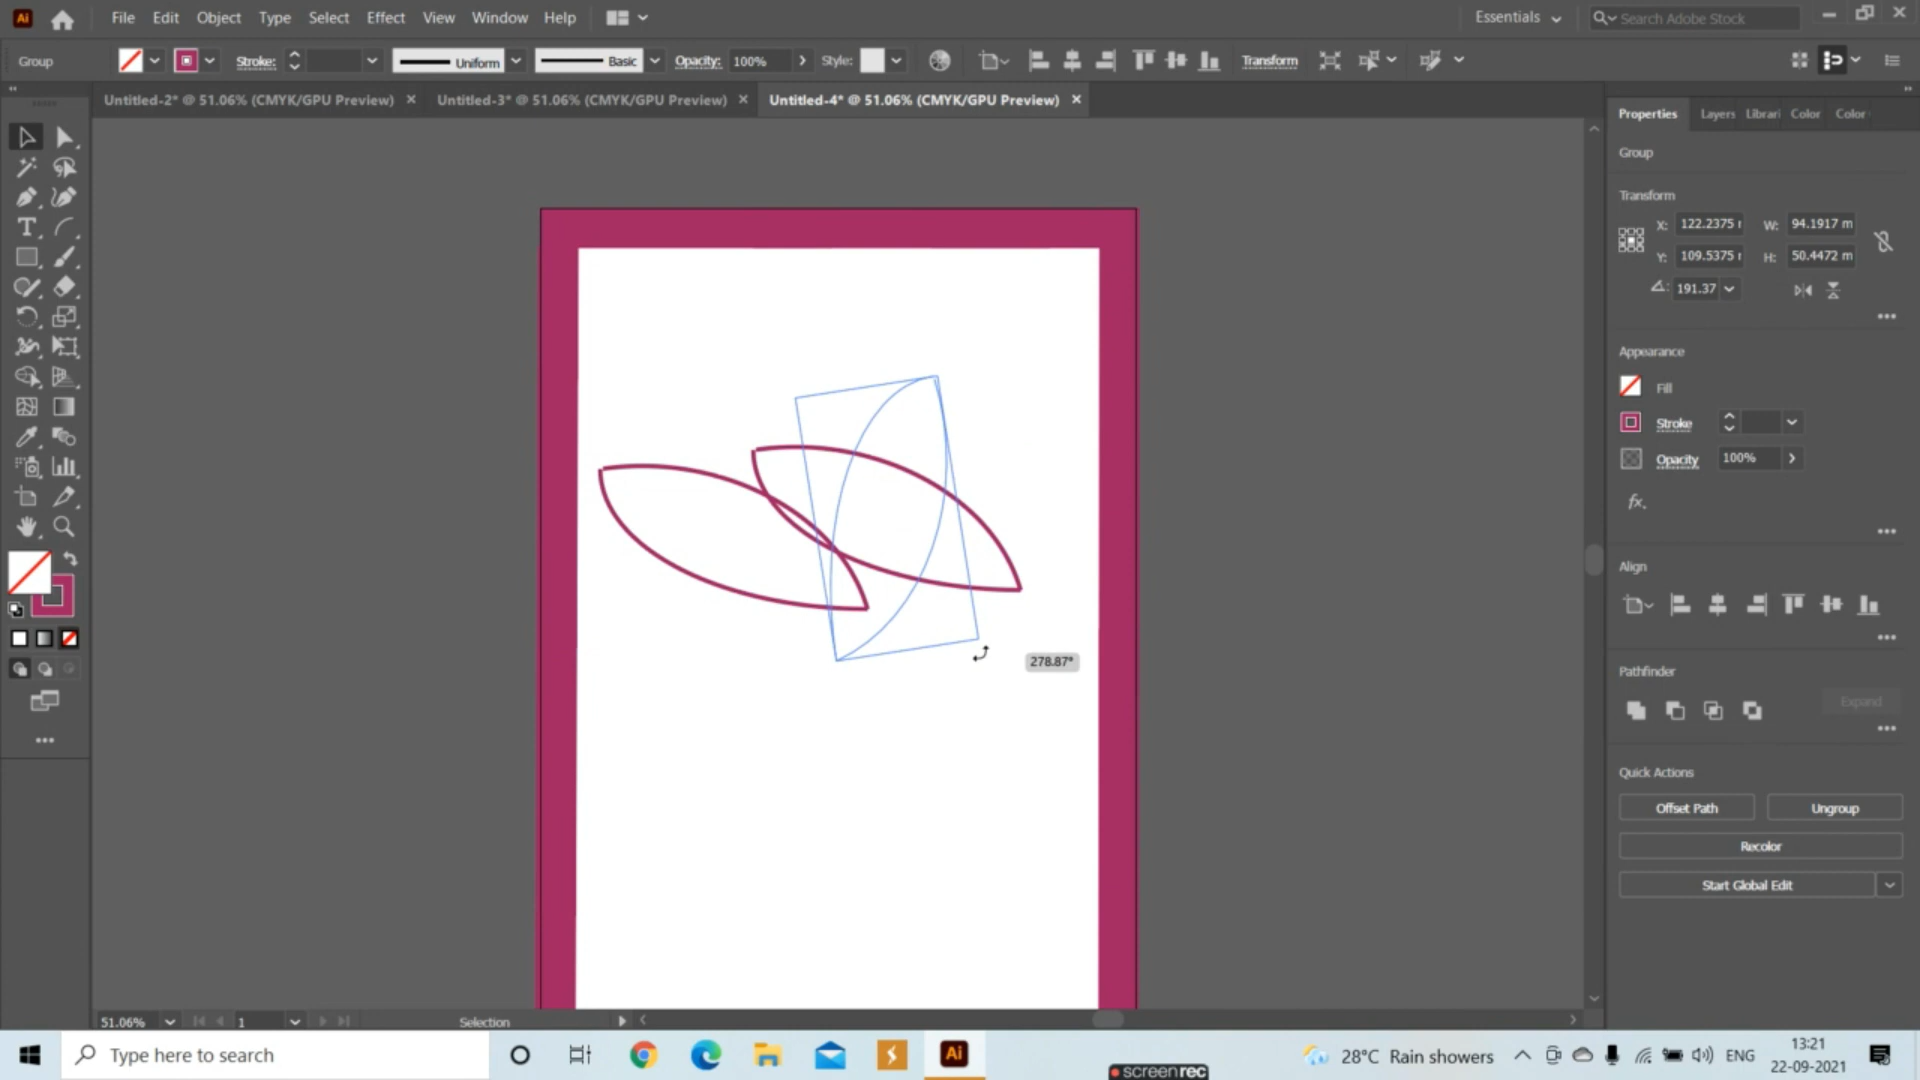 Ai File Edit Object Type Select Effect View Window Help Essentials Search Adobe Stock
Group Stroke: Uniform Basic Opacity: 100% Style: Transform
Untitled-2* @ 51.06% (CMYK/GPU Preview) × Untitled-3* @ 51.06% (CMYK/GPU Preview) × Untitled-4* @ 51.06% (CMYK/GPU Preview) ×
Properties Layers Librari Color Color
Group
Transform
X: 122.2375 W: 94.1917 m
Y: 109.5375 H: 50.4472 m
191.37
Appearance
Fill
Stroke
Opacity 100%
fx.
Align
278.87°
Pathfinder
Expand
Quick Actions
Offset Path Ungroup
Recolor
Start Global Edit
51.06% 1 Selection
Type here to search
Ai
28°C Rain showers
ENG
13:21
22-09-2021
screenrec